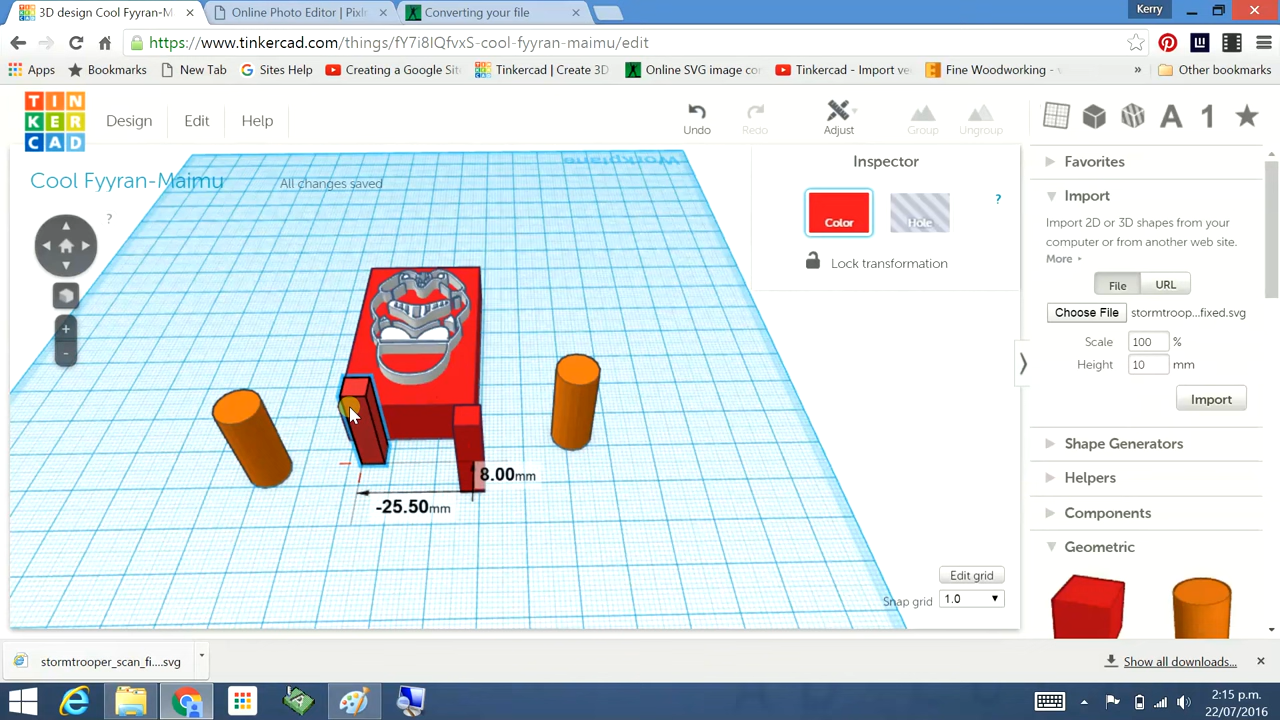 3D design Cool Fyyran-M
Online Photo Editor | Pixlr
Converting your file
Kerry
https://www.tinkercad.com/things/fY7i8IQfvxS-cool-fyyran-maimu/edit
Apps
Bookmarks
New Tab
Sites Help
Creating a Google Sit
Tinkercad | Create 3D
Online SVG image co
Tinkercad - Import ve
Fine Woodworking -
»
Other bookmarks
TIN
KER
CAD
Design
Edit
Help
Undo
Redo
Adjust
Group
Ungroup
A
1
Cool Fyyran-Maimu
All changes saved
Workplane
?
+
-
8.00mm
-25.50mm
Inspector
Color
Hole
?
Lock transformation
Edit grid
Snap grid
1.0
Favorites
Import
Import 2D or 3D shapes from your
computer or from another web site.
More
File
URL
Choose File
stormtroop...fixed.svg
Scale
100
%
Height
10
mm
Import
Shape Generators
Helpers
Components
Geometric
stormtrooper_scan_fi....svg
Show all downloads...
2:15 p.m.
22/07/2016